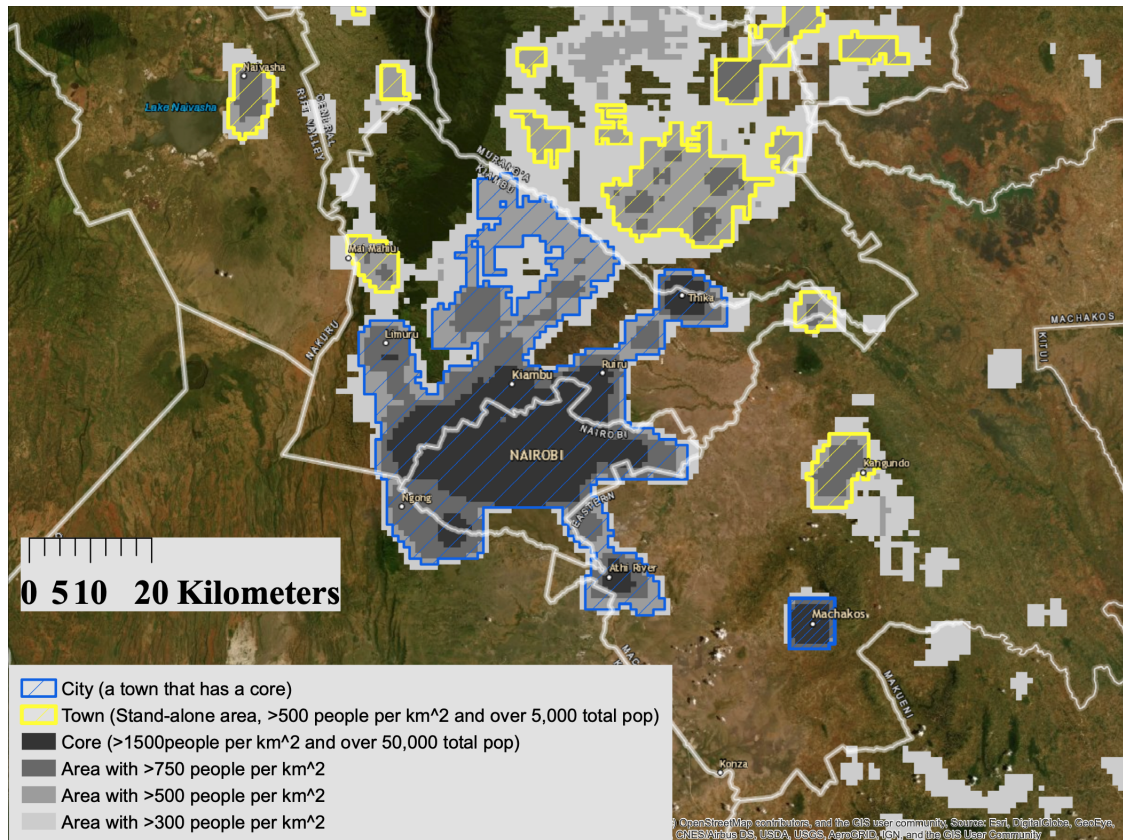 Naivasha
Lake Naivasha
CENTRAL
RIFT VALLEY
MURANG'A
KIAMBU
Mai Mahiu
Thika
NAKURU
Limuru
MACHAKOS
KITUI
Kiambu
Ruiru
NAIROBI
NAIROBI
Kangundo
Ngong
EASTERN
Athi River
0 5 10 20 Kilometers
Machakos
MAKUENI
Konza
City (a town that has a core)
Town (Stand-alone area, >500 people per km^2 and over 5,000 total pop)
Core (>1500people per km^2 and over 50,000 total pop)
Area with >750 people per km^2
Area with >500 people per km^2
Area with >300 people per km^2
OpenStreetMap contributors, and the GIS user community, Source: Esri, DigitalGlobe, GeoEye,
CNES/Airbus DS, USDA, USGS, AeroGRID, IGN, and the GIS User Community